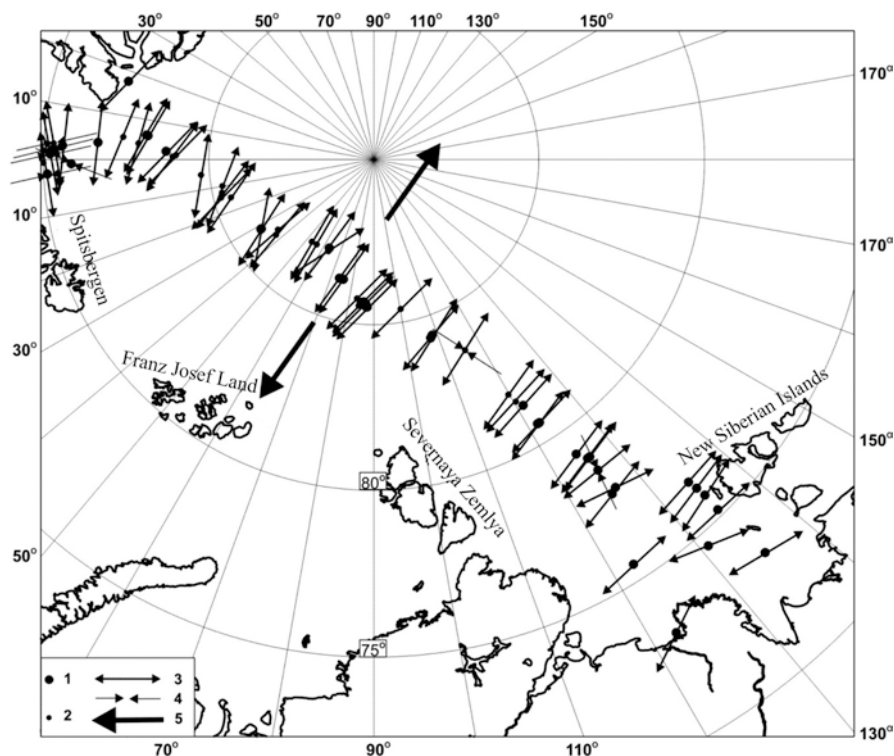 30° 50° 70° 90° 110° 130° 150°
170°
10°
10°
170°
Spitsbergen
30°
Franz Josef Land
New Siberian Islands
150°
Severnaya Zemlya
80°
50°
75°
1 3
4
2 5
130°
70° 90° 110°